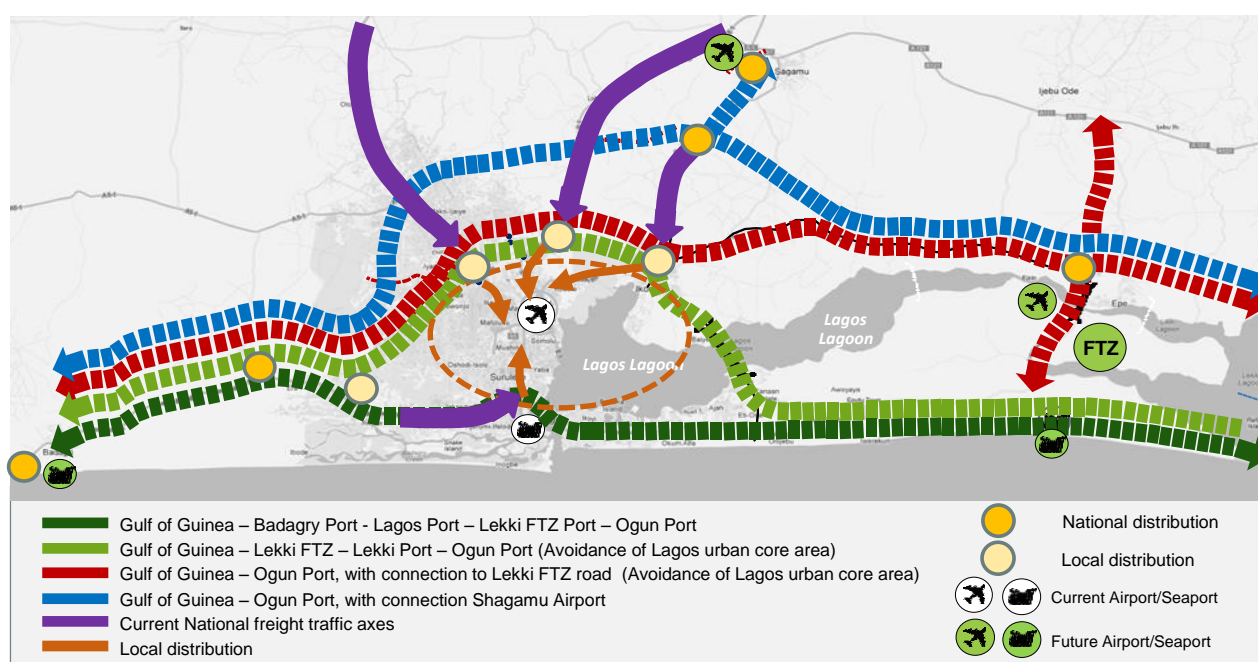 Sagamu
Ijebu Ode
Lagos
Lagoon
Epe
FTZ
Lagos Lagoon
Surulere
Gulf of Guinea – Badagry Port - Lagos Port – Lekki FTZ Port – Ogun Port
National distribution
Gulf of Guinea – Lekki FTZ – Lekki Port – Ogun Port (Avoidance of Lagos urban core area)
Local distribution
Gulf of Guinea – Ogun Port, with connection to Lekki FTZ road (Avoidance of Lagos urban core area)
Gulf of Guinea – Ogun Port, with connection Shagamu Airport
Current Airport/Seaport
Current National freight traffic axes
Local distribution
Future Airport/Seaport